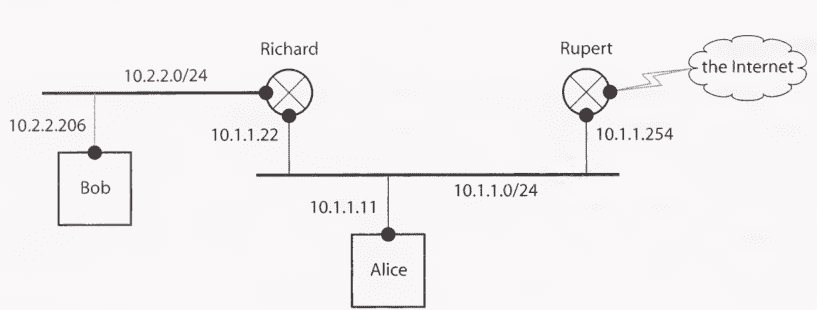 Richard
Rupert
the Internet
10.2.2.0/24
10.2.2.206
10.1.1.22
10.1.1.254
Bob
10.1.1.0/24
10.1.1.11
Alice